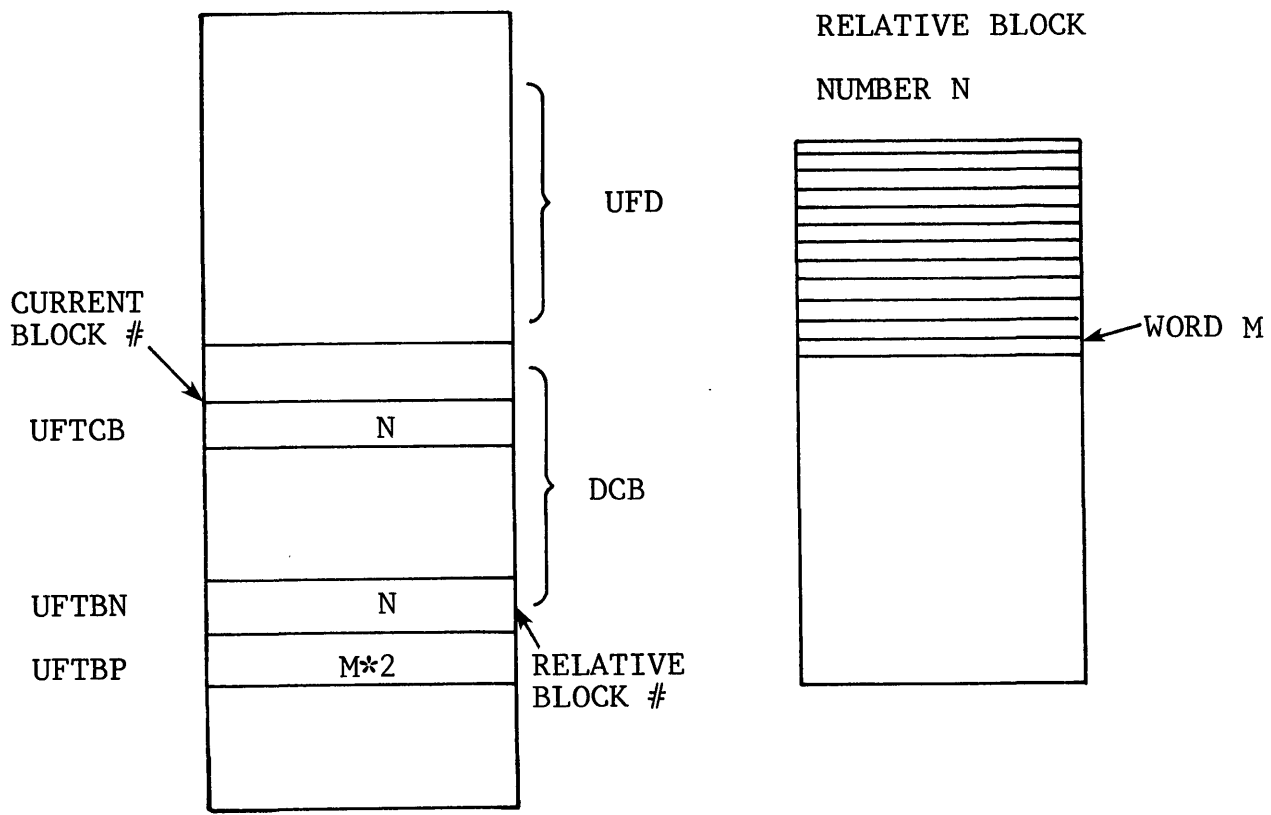 RELATIVE BLOCK
NUMBER N
UFD
CURRENT
BLOCK #
WORD M
UFTCB
N
DCB
UFTBN
N
UFTBP
M*2
RELATIVE
BLOCK #